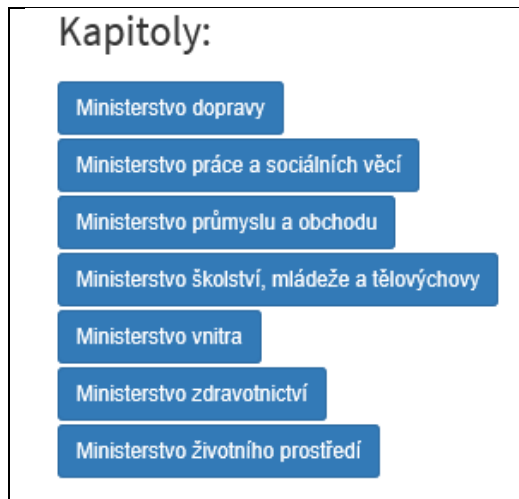 Kapitoly:
Ministerstvo dopravy
Ministerstvo práce a sociálních věcí
Ministerstvo průmyslu a obchodu
Ministerstvo školství, mládeže a tělovýchovy
Ministerstvo vnitra
Ministerstvo zdravotnictví
Ministerstvo životního prostředí